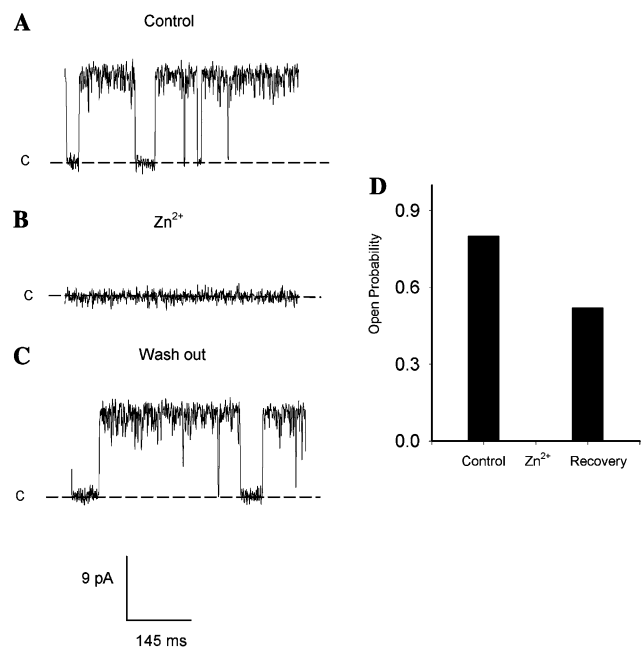 A
Control
C
B
Zn2+
C
C
Wash out
C
9 pA
145 ms
D
Open Probability
0.9
0.6
0.3
0.0
Control Zn2+ Recovery